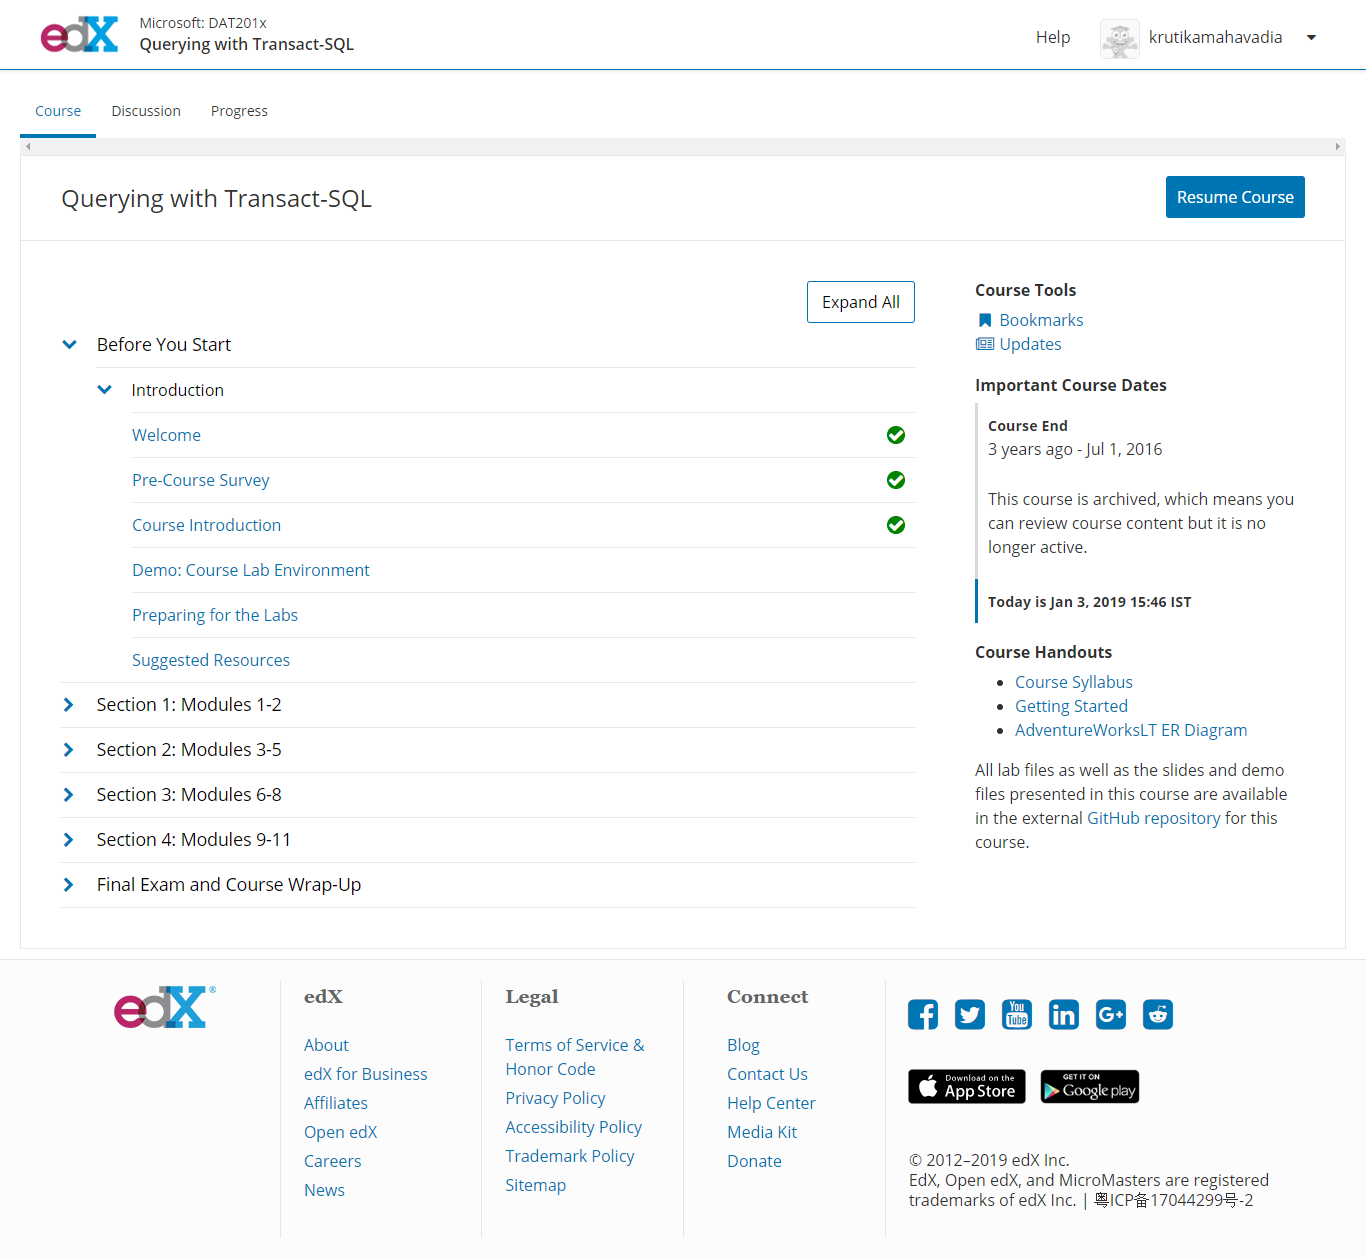 edX
Microsoft: DAT201x
Querying with Transact-SQL
Help
krutikamahavadia
Course
Discussion
Progress
Querying with Transact-SQL
Resume Course
Expand All
Before You Start
Introduction
Welcome
Pre-Course Survey
Course Introduction
Demo: Course Lab Environment
Preparing for the Labs
Suggested Resources
Section 1: Modules 1-2
Section 2: Modules 3-5
Section 3: Modules 6-8
Section 4: Modules 9-11
Final Exam and Course Wrap-Up
Course Tools
Bookmarks
Updates
Important Course Dates
Course End
3 years ago - Jul 1, 2016
This course is archived, which means you
can review course content but it is no
longer active.
Today is Jan 3, 2019 15:46 IST
Course Handouts
Course Syllabus
Getting Started
AdventureWorksLT ER Diagram
All lab files as well as the slides and demo
files presented in this course are available
in the external GitHub repository for this
course.
edX®
edX
About
edX for Business
Affiliates
Open edX
Careers
News
Legal
Terms of Service &
Honor Code
Privacy Policy
Accessibility Policy
Trademark Policy
Sitemap
Connect
Blog
Contact Us
Help Center
Media Kit
Donate
You
Tube
in
G+
Download on the
App Store
GET IT ON
Google play
© 2012–2019 edX Inc.
EdX, Open edX, and MicroMasters are registered
trademarks of edX Inc. | 粤ICP备17044299号-2